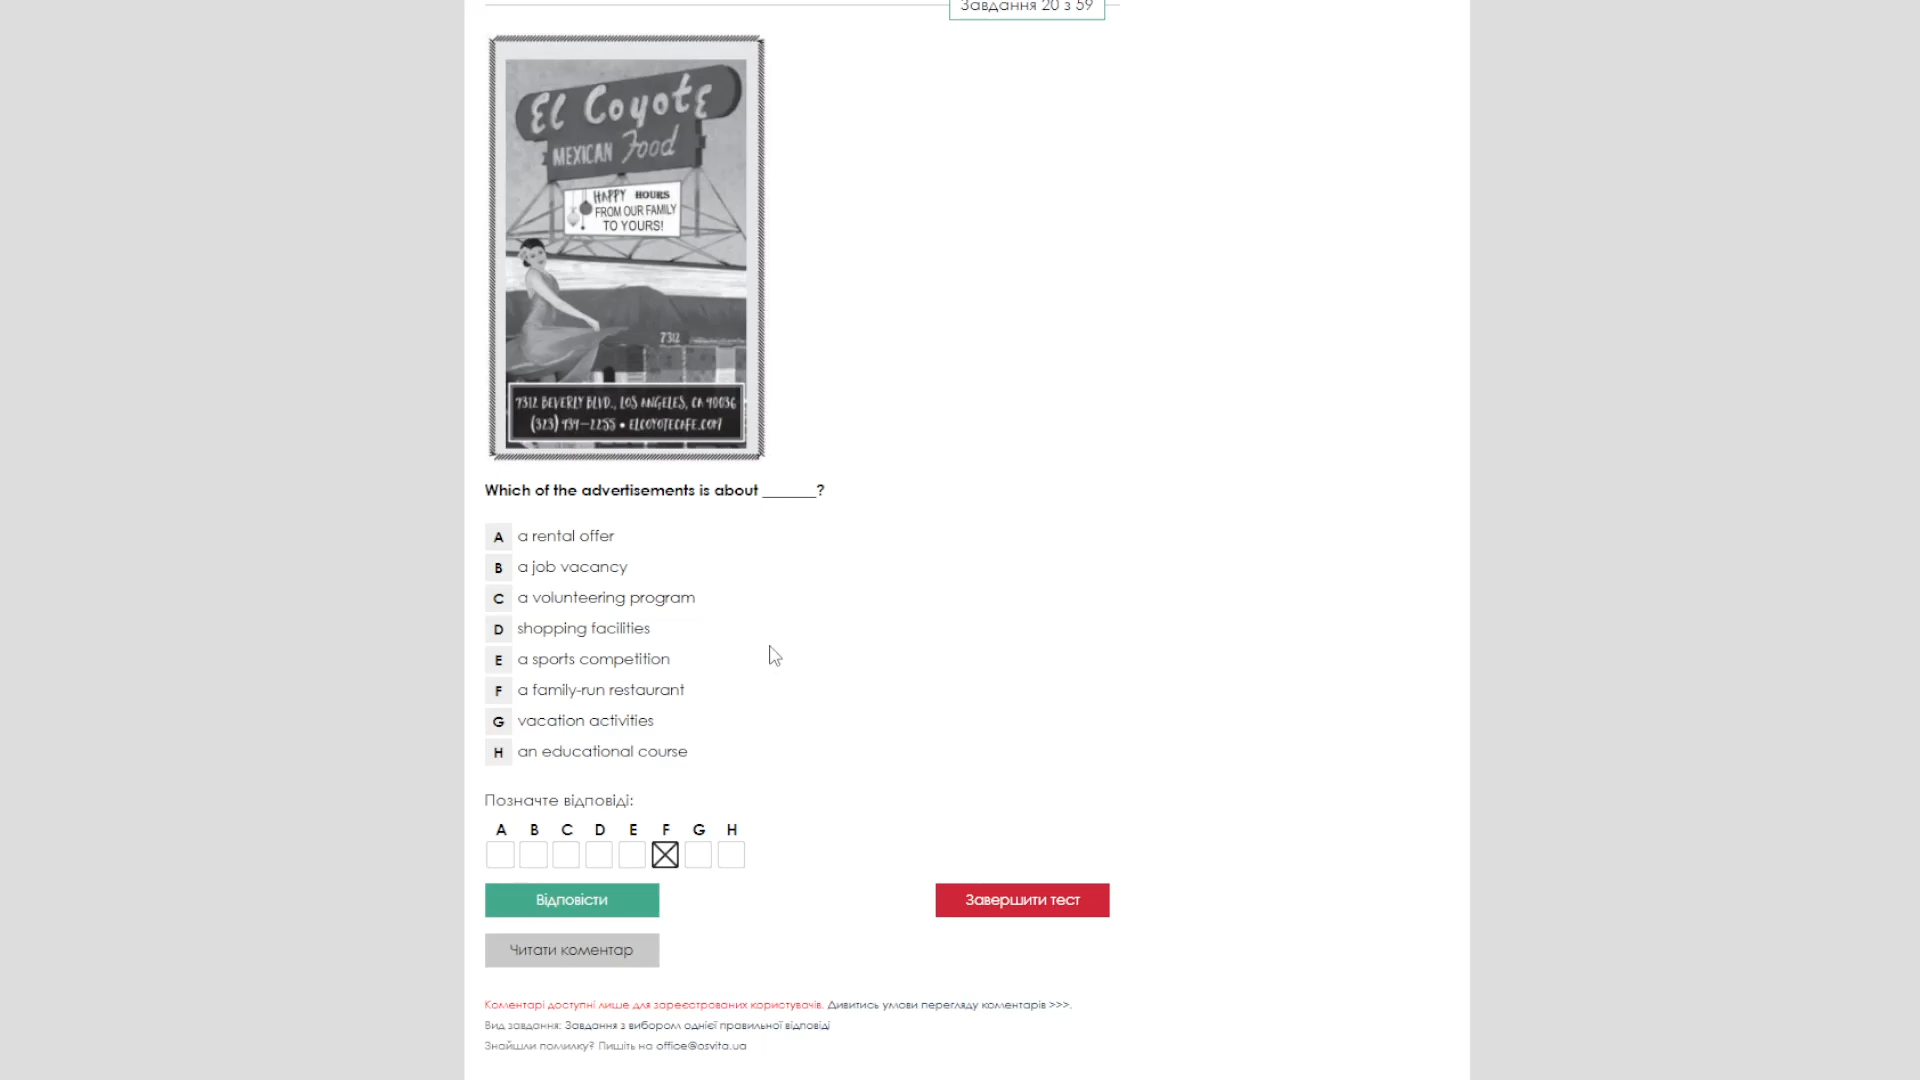 Завдання 20 з 59
El Coyote
MEXICAN Food
HAPPY HOURS
FROM OUR FAMILY
TO YOURS!
7312
7312 BEVERLY BLVD., LOS ANGELES, CA 90036
(323) 939-2255 • ELCOYOTECAFE.COM
Which of the advertisements is about ______?
A a rental offer
B a job vacancy
C a volunteering program
D shopping facilities
E a sports competition
F a family-run restaurant
G vacation activities
H an educational course
Позначте відповіді:
A B C D E F G H
Відповісти
Завершити тест
Читати коментар
Коментарі доступні лише для зареєстрованих користувачів. Дивитись умови перегляду коментарів >>>.
Вид завдання: Завдання з вибором однієї правильної відповіді
Знайшли помилку? Пишіть на office@osvita.ua